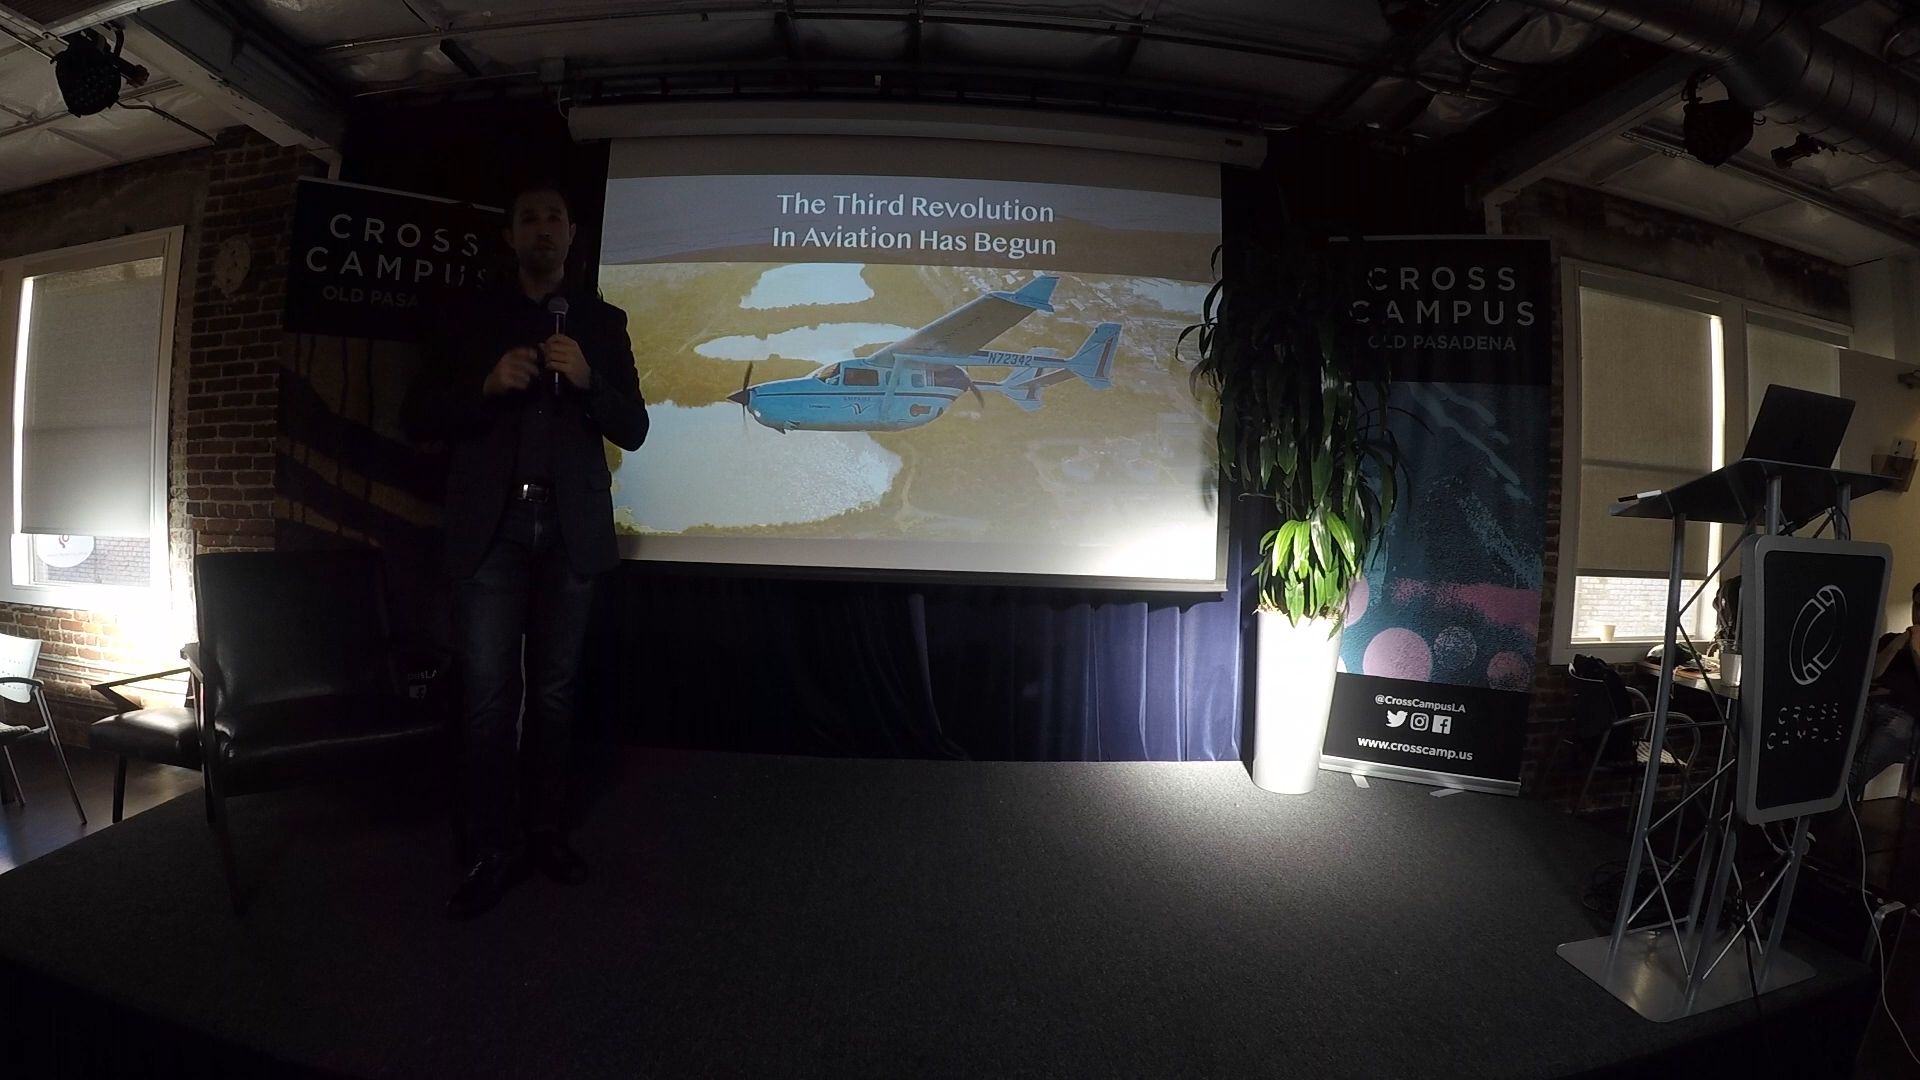 CROSS
CAMPUS
OLD PASA
pusLA
The Third Revolution
In Aviation Has Begun
N72342
CROSS
CAMPUS
OLD PASADENA
@CrossCampusLA
www.crosscamp.us
CROSS
CAMPUS